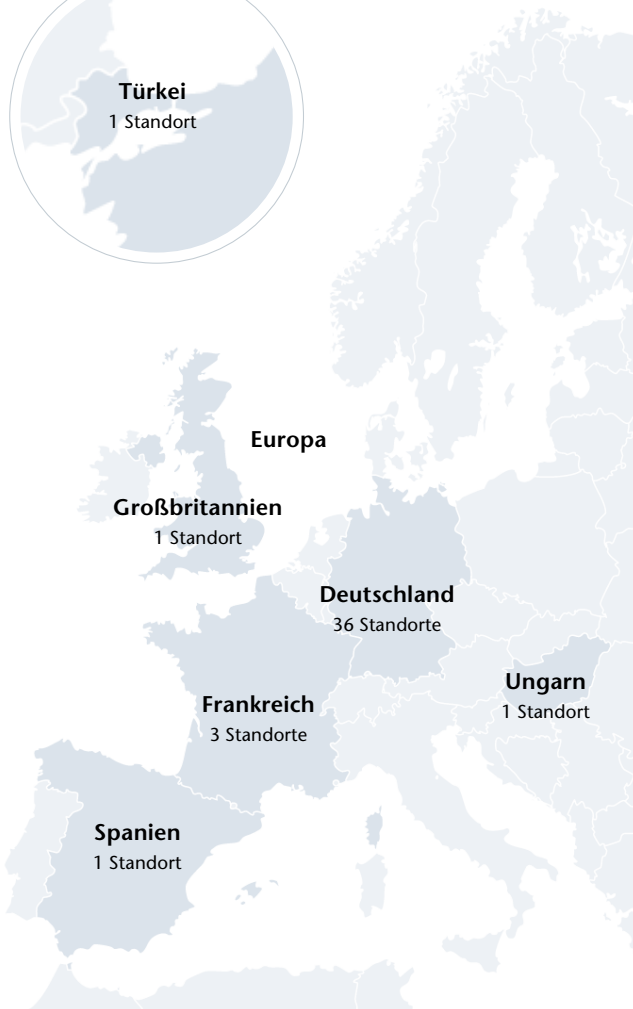 Türkei
1 Standort
Europa
Großbritannien
1 Standort
Deutschland
36 Standorte
Ungarn
1 Standort
Frankreich
3 Standorte
Spanien
1 Standort